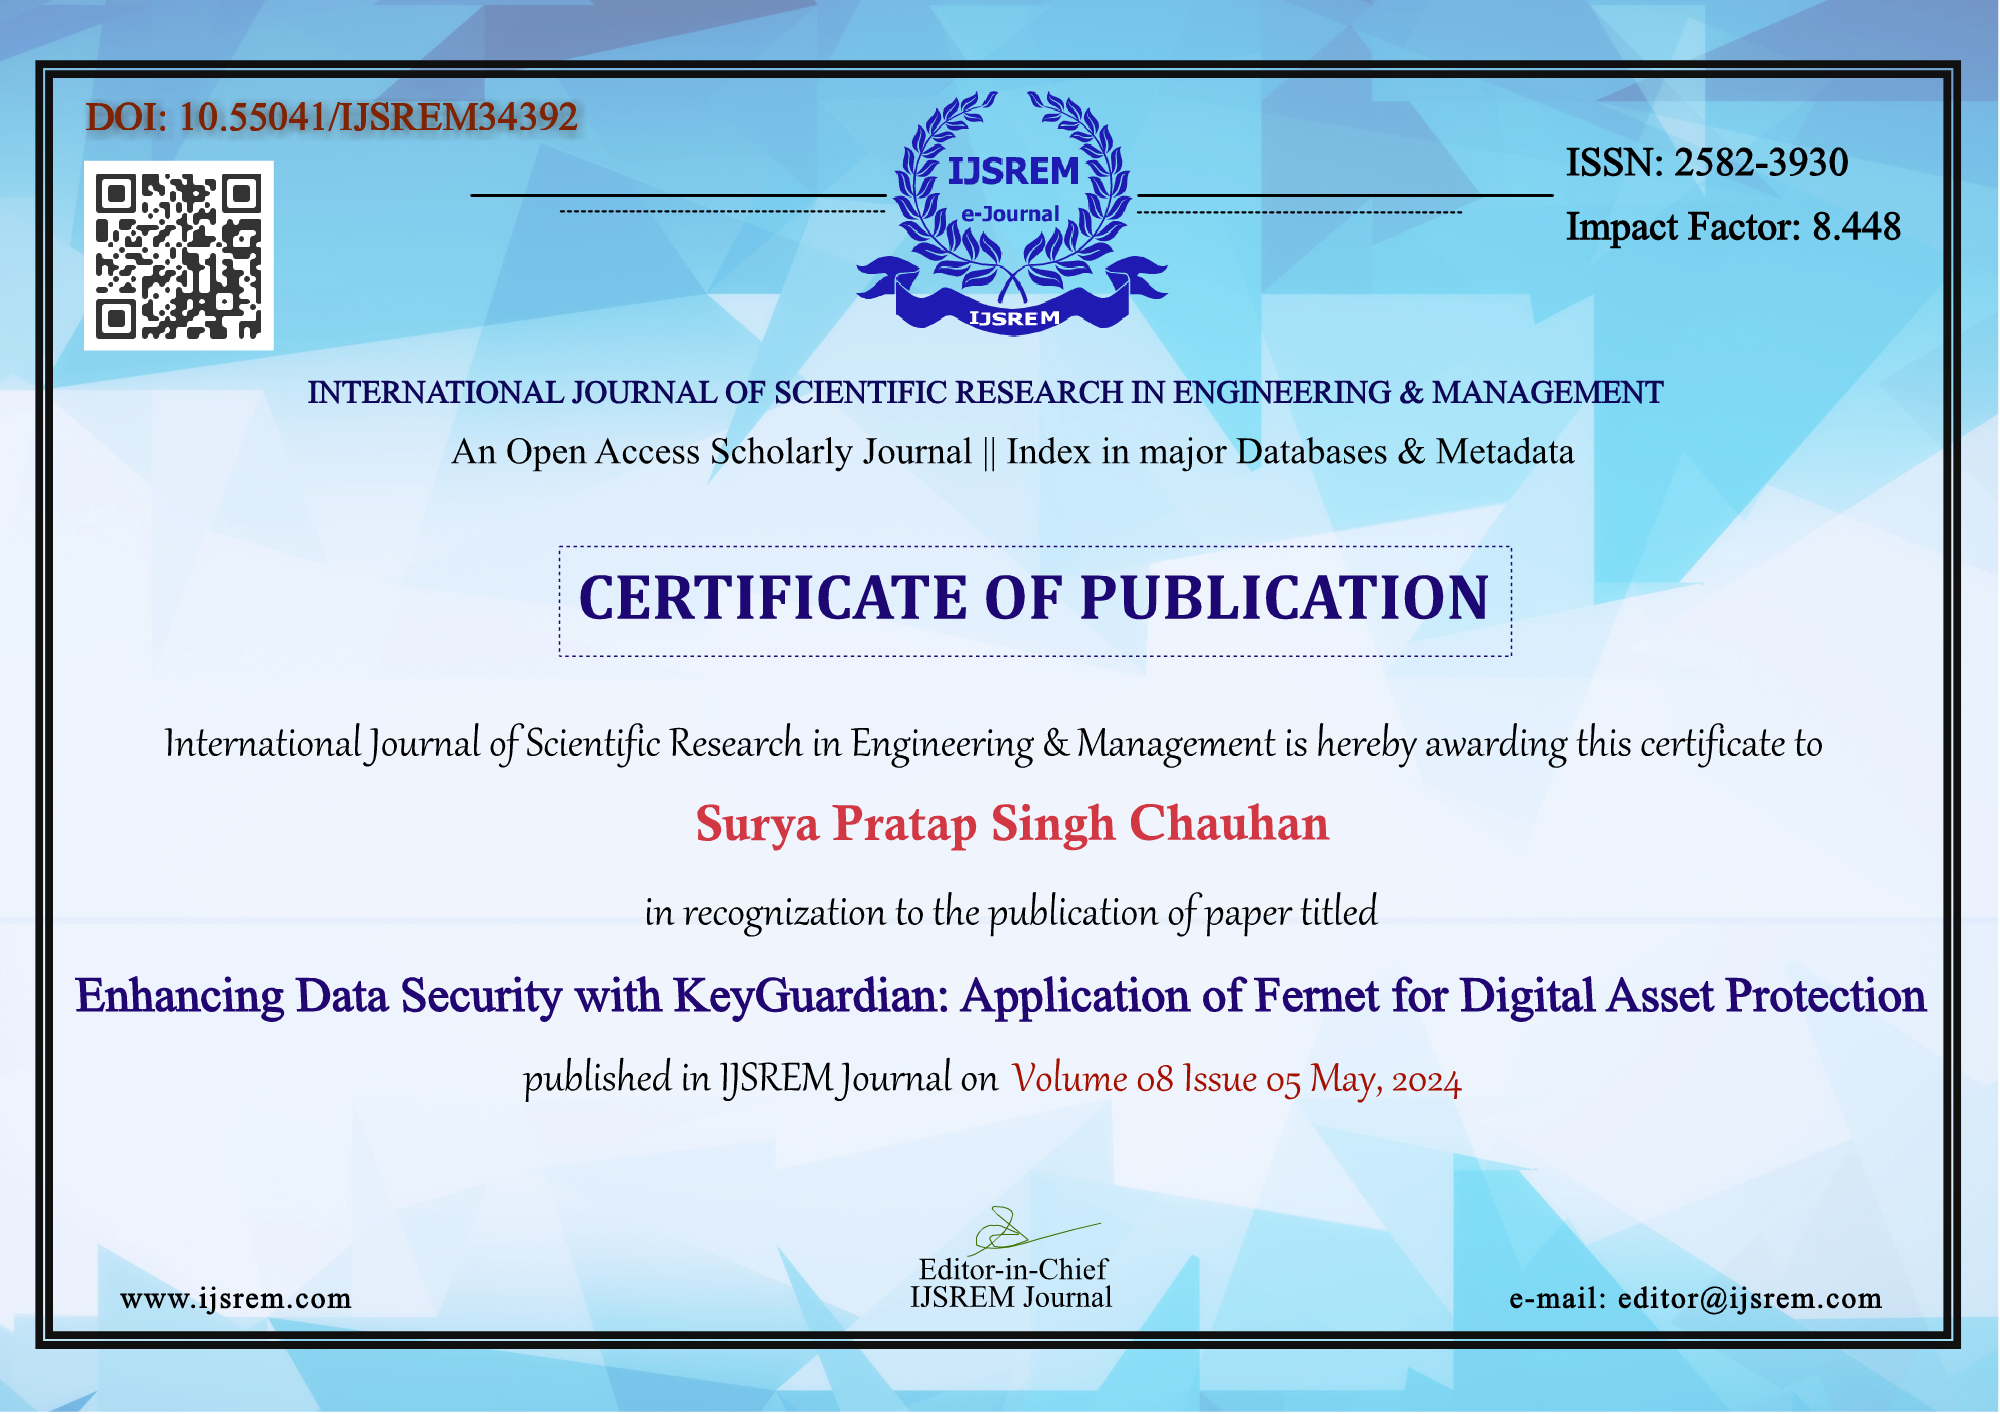 DOI: 10.55041/IJSREM34392
IJSREM
e-Journal
IJSREM
ISSN: 2582-3930
Impact Factor: 8.448
INTERNATIONAL JOURNAL OF SCIENTIFIC RESEARCH IN ENGINEERING & MANAGEMENT
An Open Access Scholarly Journal || Index in major Databases & Metadata
CERTIFICATE OF PUBLICATION
International Journal of Scientific Research in Engineering & Management is hereby awarding this certificate to
Surya Pratap Singh Chauhan
in recognization to the publication of paper titled
Enhancing Data Security with KeyGuardian: Application of Fernet for Digital Asset Protection
published in IJSREM Journal on Volume 08 Issue 05 May, 2024
Editor-in-Chief
IJSREM Journal
www.ijsrem.com
e-mail: editor@ijsrem.com